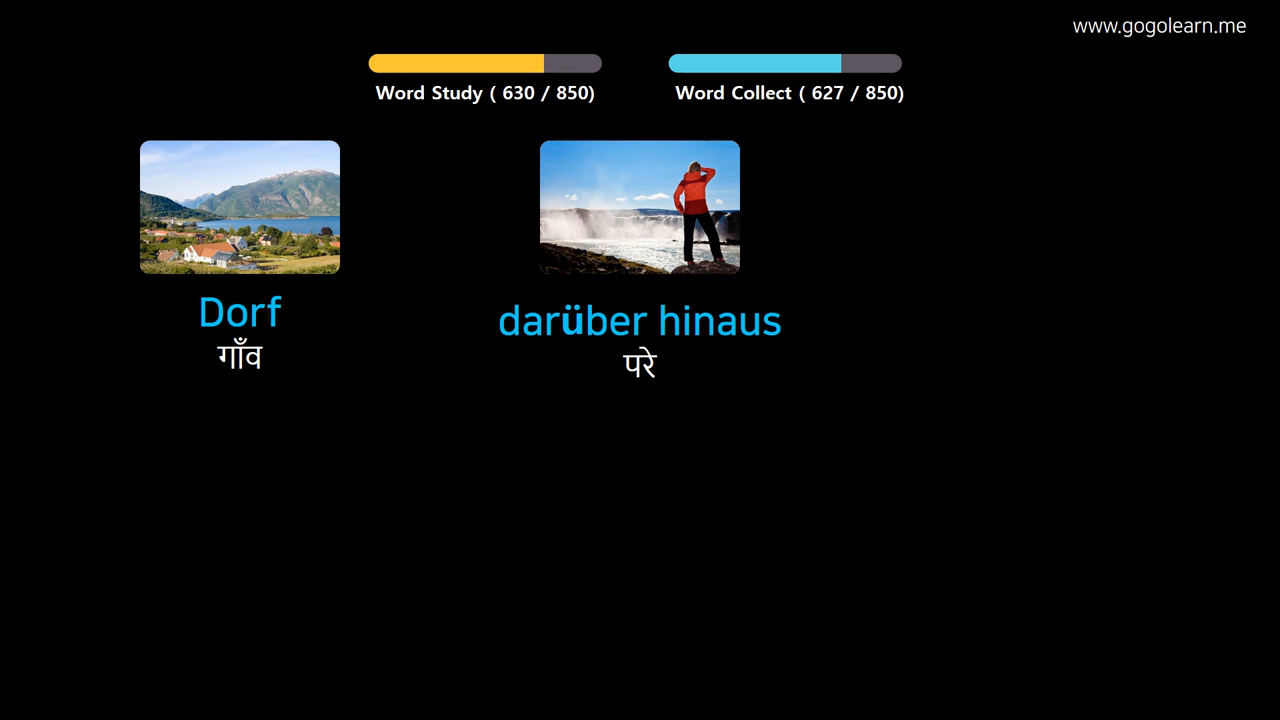 www.gogolearn.me
Word Study ( 630 / 850)
Word Collect ( 627 / 850)
Dorf
गाँव
darüber hinaus
परे